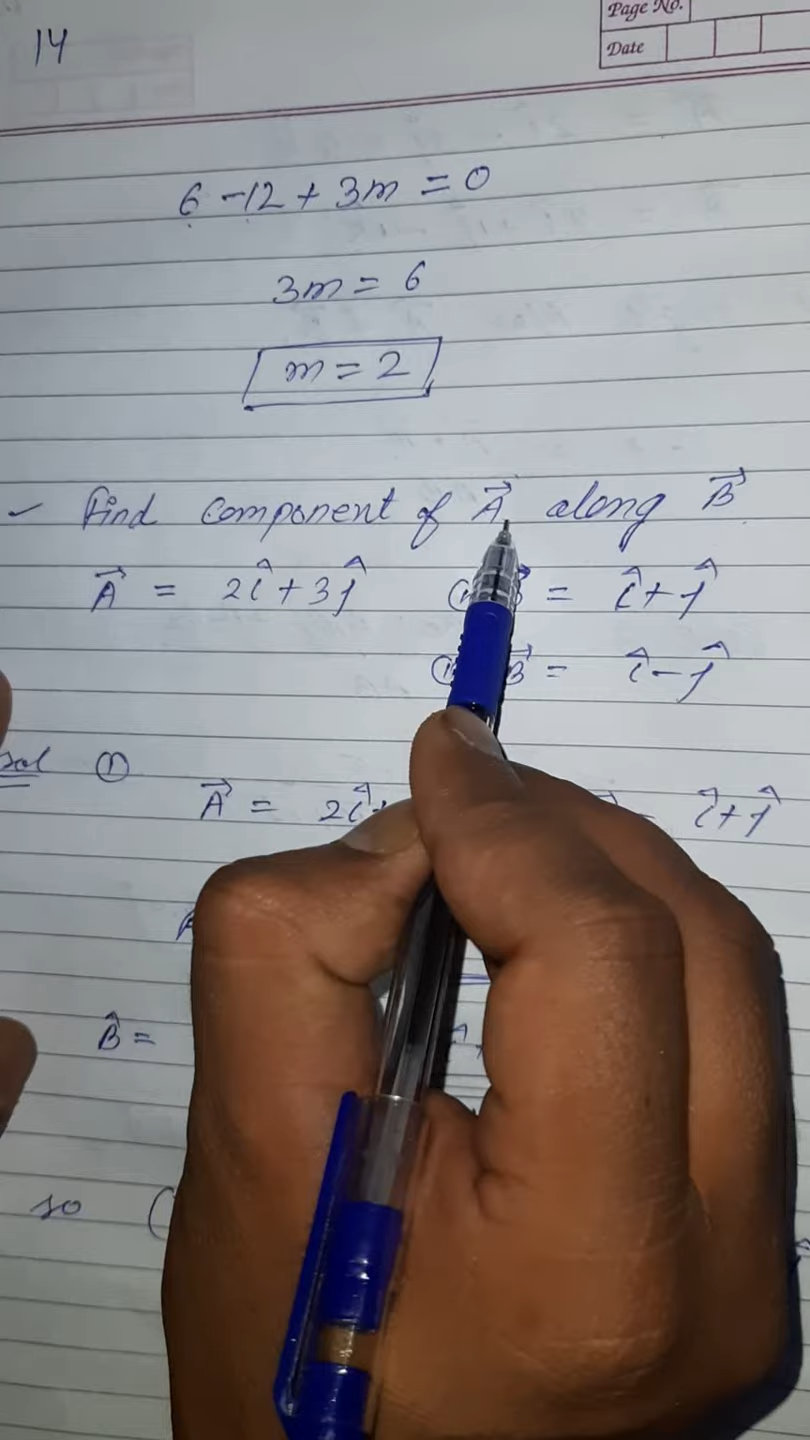 Page No.
Date
14
6 - 12 + 3m = 0
3m = 6
m = 2
- Find component of A⃗ along B⃗
A⃗ = 2î + 3ĵ ① B⃗ = î + ĵ
B⃗ = î - ĵ
sol ①
A⃗ = 2î+ î + ĵ
B̂ =
so (